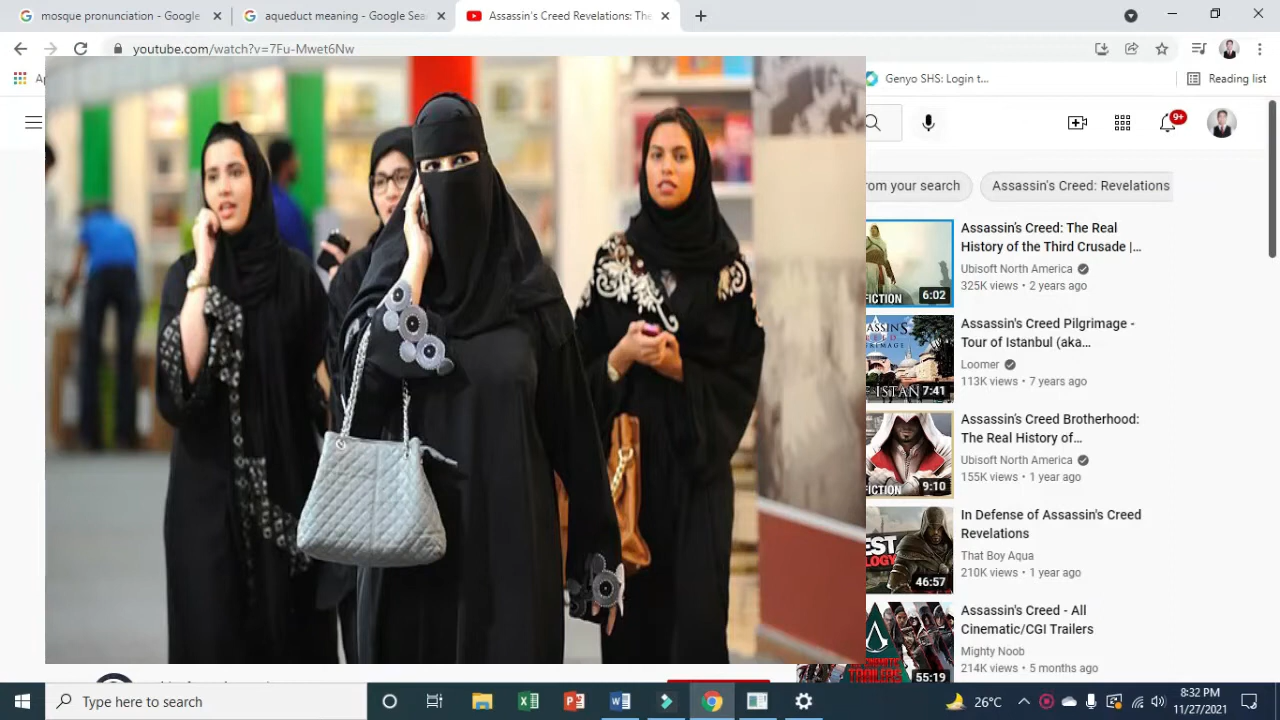 mosque pronunciation - Google
aqueduct meaning - Google Sea
Assassin's Creed Revelations The
youtube.com/watch?v=7Fu-Mwet6Nw
Genyo SHS: Login t...
Reading list
9+
om your search
Assassin's Creed: Revelations
Assassin's Creed: The Real
History of the Third Crusade |...
Ubisoft North America
325K views • 2 years ago
FICTION
6:02
Assassin's Creed Pilgrimage -
Tour of Istanbul (aka...
Loomer
113K views • 7 years ago
7:41
Assassin's Creed Brotherhood:
The Real History of...
Ubisoft North America
155K views • 1 year ago
FICTION
9:10
In Defense of Assassin's Creed
Revelations
That Boy Aqua
210K views • 1 year ago
46:57
Assassin's Creed - All
Cinematic/CGI Trailers
Mighty Noob
214K views • 5 months ago
55:19
Type here to search
26°C
8:32 PM
11/27/2021